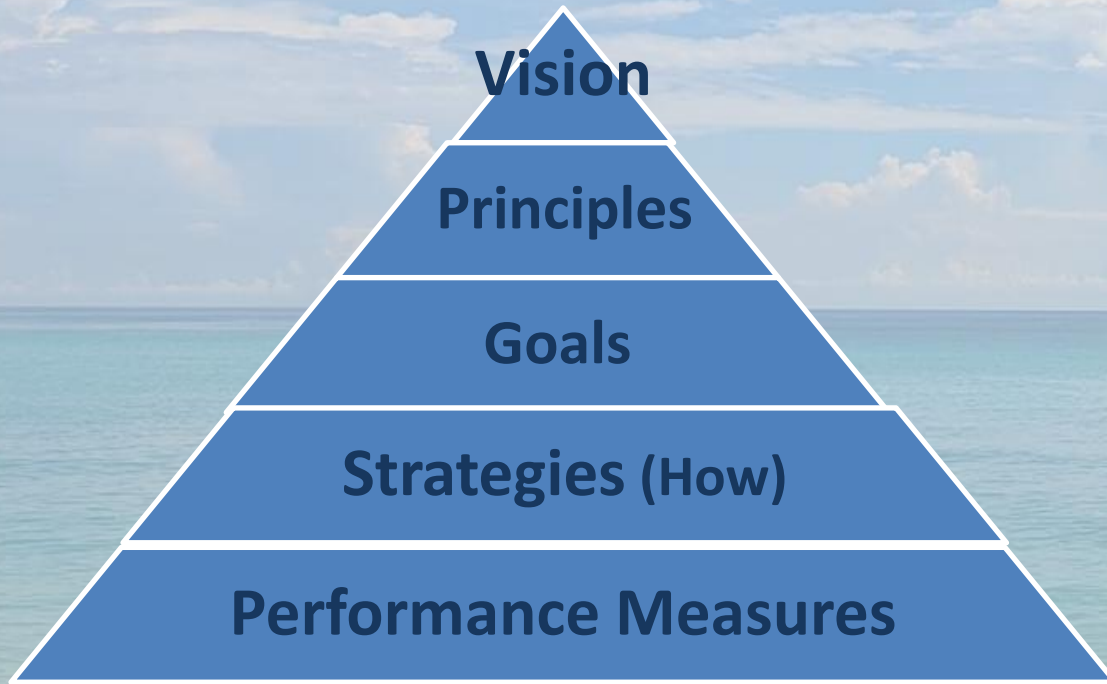 Vision
Principles
Goals
Strategies (How)
Performance Measures